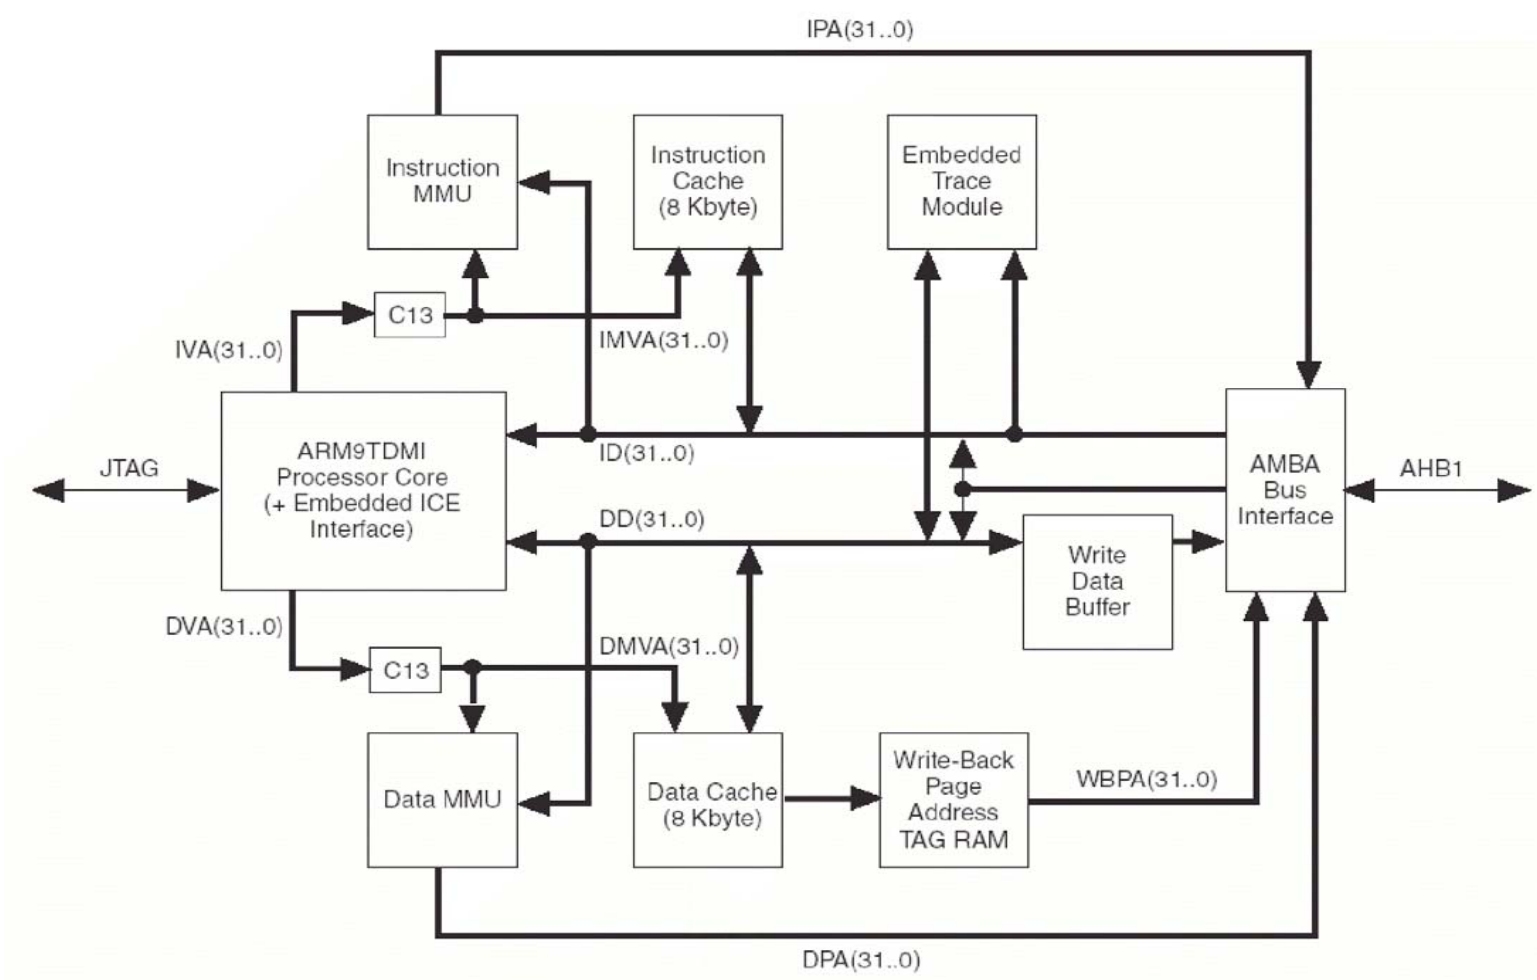 IPA(31..0)
Instruction
MMU
Instruction
Cache
(8 Kbyte)
Embedded
Trace
Module
C13
IVA(31..0)
IMVA(31..0)
ARM9TDMI
Processor Core
(+ Embedded ICE
Interface)
JTAG
ID(31..0)
DD(31..0)
AMBA
Bus
Interface
AHB1
Write
Data
Buffer
DVA(31..0)
C13
DMVA(31..0)
Data MMU
Data Cache
(8 Kbyte)
Write-Back
Page
Address
TAG RAM
WBPA(31..0)
DPA(31..0)